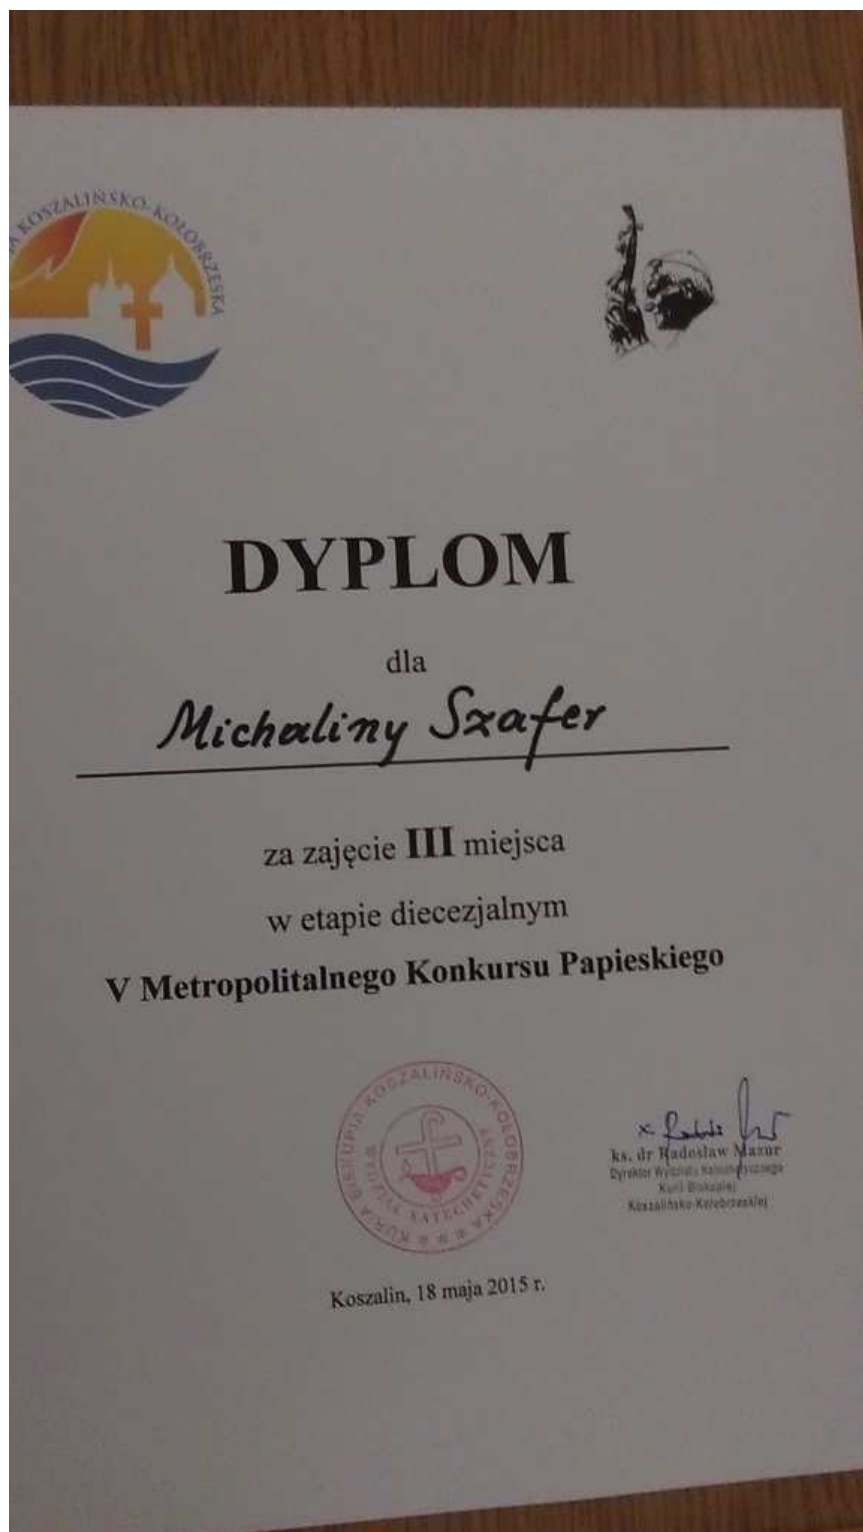 KOSZALIŃSKO-KOŁOBRZESKA
DYPLOM
dla
Michaliny Szafer
za zajęcie III miejsca
w etapie diecezjalnym
V Metropolitalnego Konkursu Papieskiego
KURIA BISKUPIA KOSZALIŃSKO-KOŁOBRZESKA
WYDZIAŁ KATECHETYCZNY
ks. dr Radosław Mazur
Dyrektor Wydziału Katechetycznego
Kurii Biskupiej
Koszalińsko-Kołobrzeskiej
Koszalin, 18 maja 2015 r.